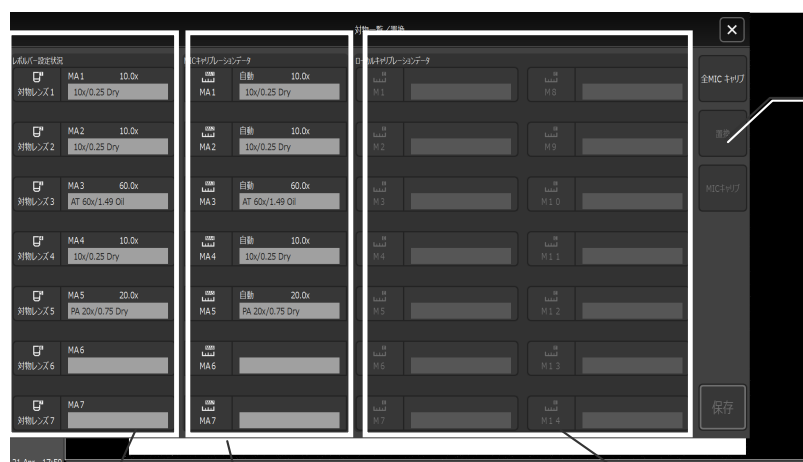 対物一覧/置換
レボルバー設定状況
MICキャリブレーションデータ
ローカルキャリブレーションデータ
対物レンズ1 MA1 10.0x
10x/0.25 Dry
対物レンズ2 MA2 10.0x
10x/0.25 Dry
対物レンズ3 MA3 60.0x
AT 60x/1.49 Oil
対物レンズ4 MA4 10.0x
10x/0.25 Dry
対物レンズ5 MA5 20.0x
PA 20x/0.75 Dry
対物レンズ6 MA6
対物レンズ7 MA7
MA1 自動 10.0x
10x/0.25 Dry
MA2 自動 10.0x
10x/0.25 Dry
MA3 自動 60.0x
AT 60x/1.49 Oil
MA4 自動 10.0x
10x/0.25 Dry
MA5 自動 20.0x
PA 20x/0.75 Dry
MA6
MA7
M1
M2
M3
M4
M5
M6
M7
M8
M9
M10
M11
M12
M13
M14
全MIC キャリブ
置換
MICキャリブ
保存